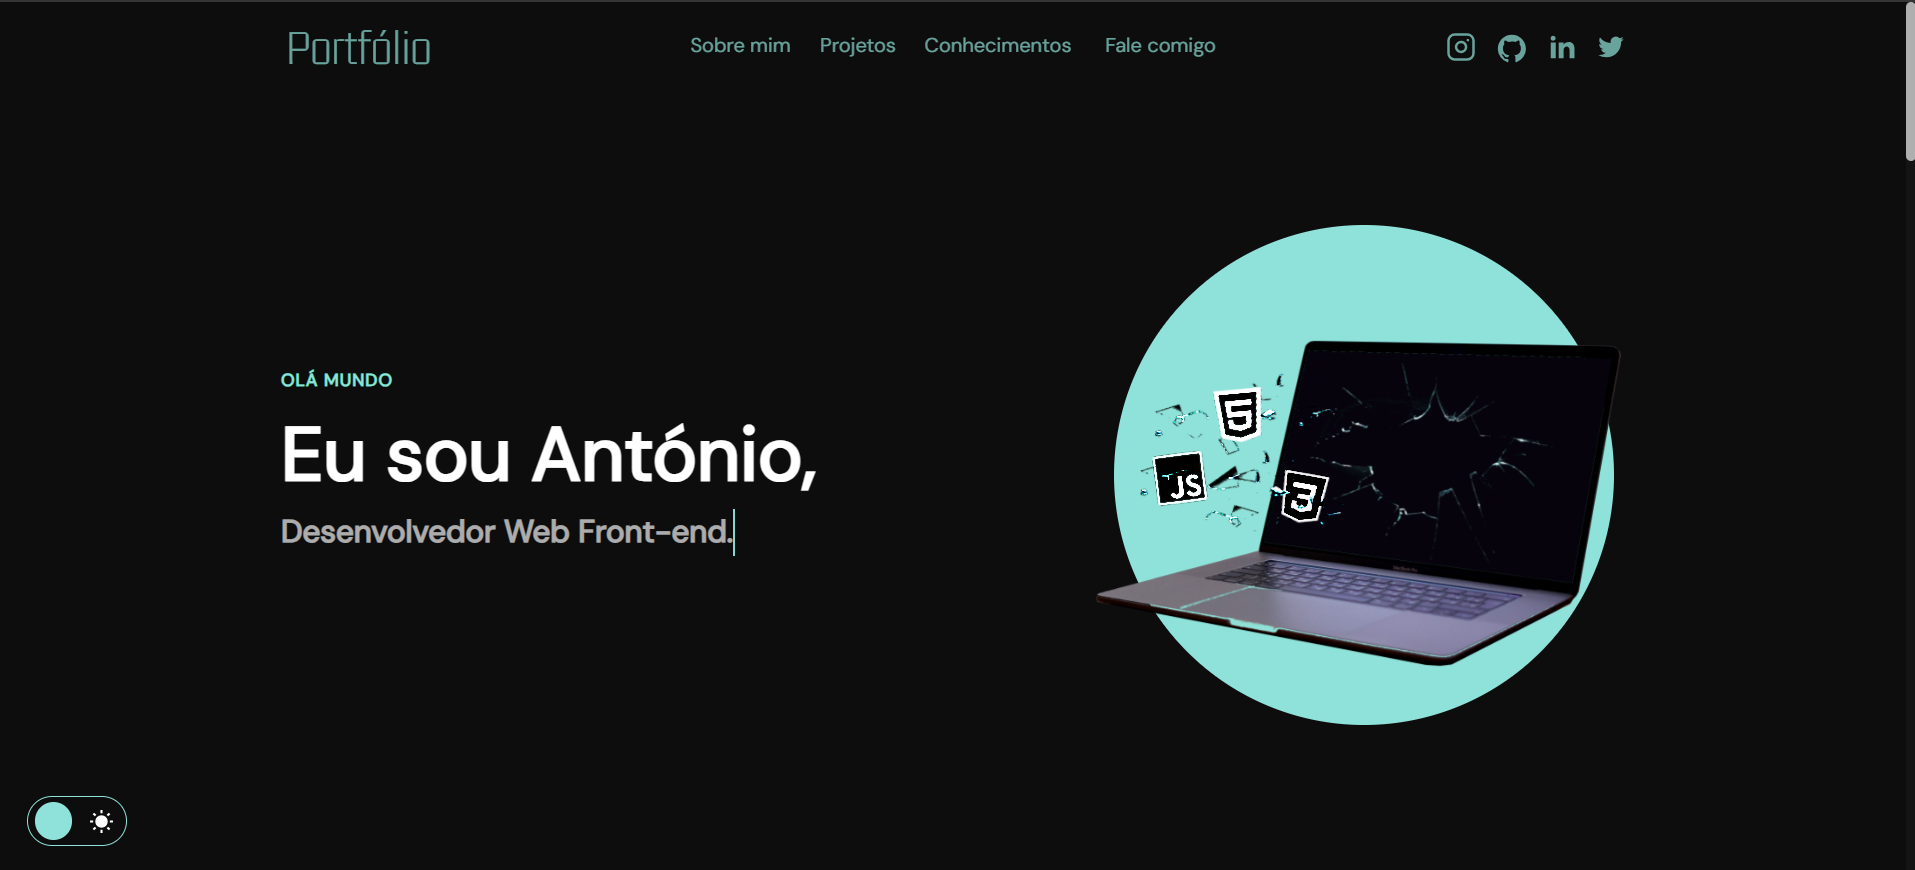 Portfólio
Sobre mim Projetos Conhecimentos Fale comigo
in
OLÁ MUNDO
Eu sou António,
Desenvolvedor Web Front-end.
5
JS
3